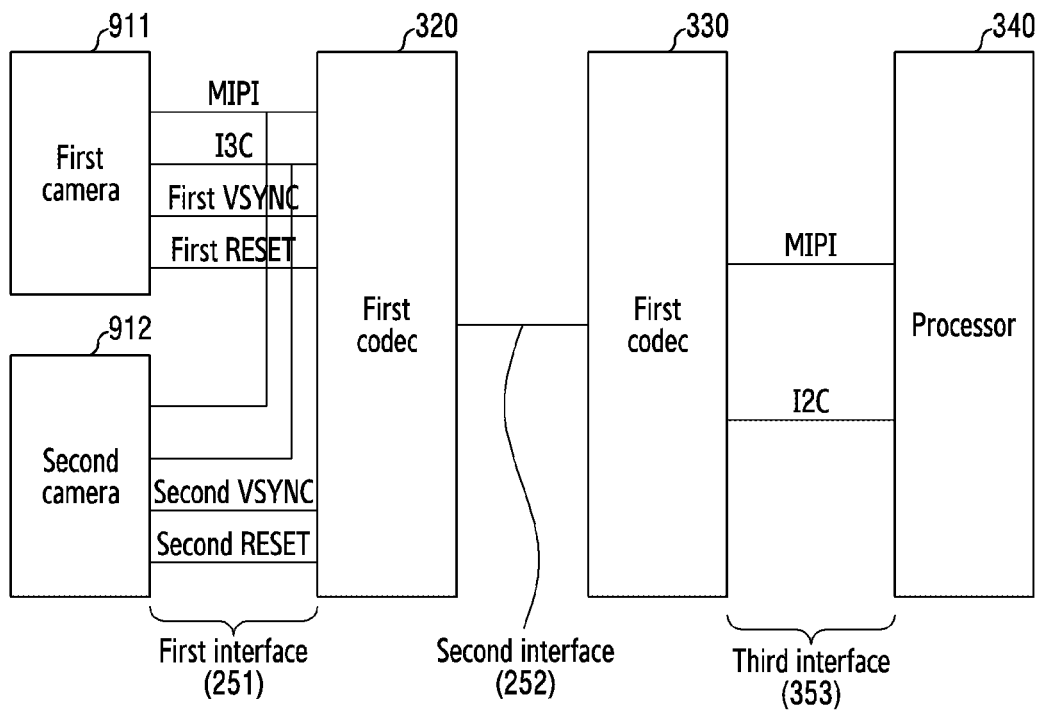 911
320
330
340
First
camera
MIPI
I3C
First VSYNC
First RESET
912
Second
camera
Second VSYNC
Second RESET
First
codec
First
codec
MIPI
I2C
Processor
First interface
(251)
Second interface
(252)
Third interface
(353)